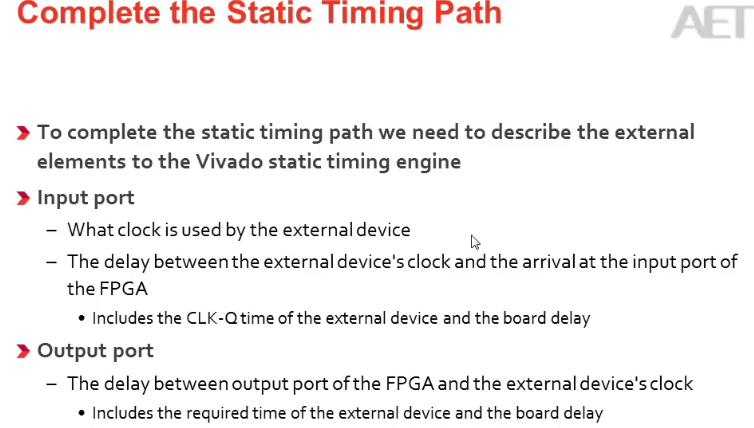 Complete the Static Timing Path
AET
To complete the static timing path we need to describe the external
elements to the Vivado static timing engine
Input port
– What clock is used by the external device
– The delay between the external device's clock and the arrival at the input port of
the FPGA
• Includes the CLK-Q time of the external device and the board delay
Output port
– The delay between output port of the FPGA and the external device's clock
• Includes the required time of the external device and the board delay